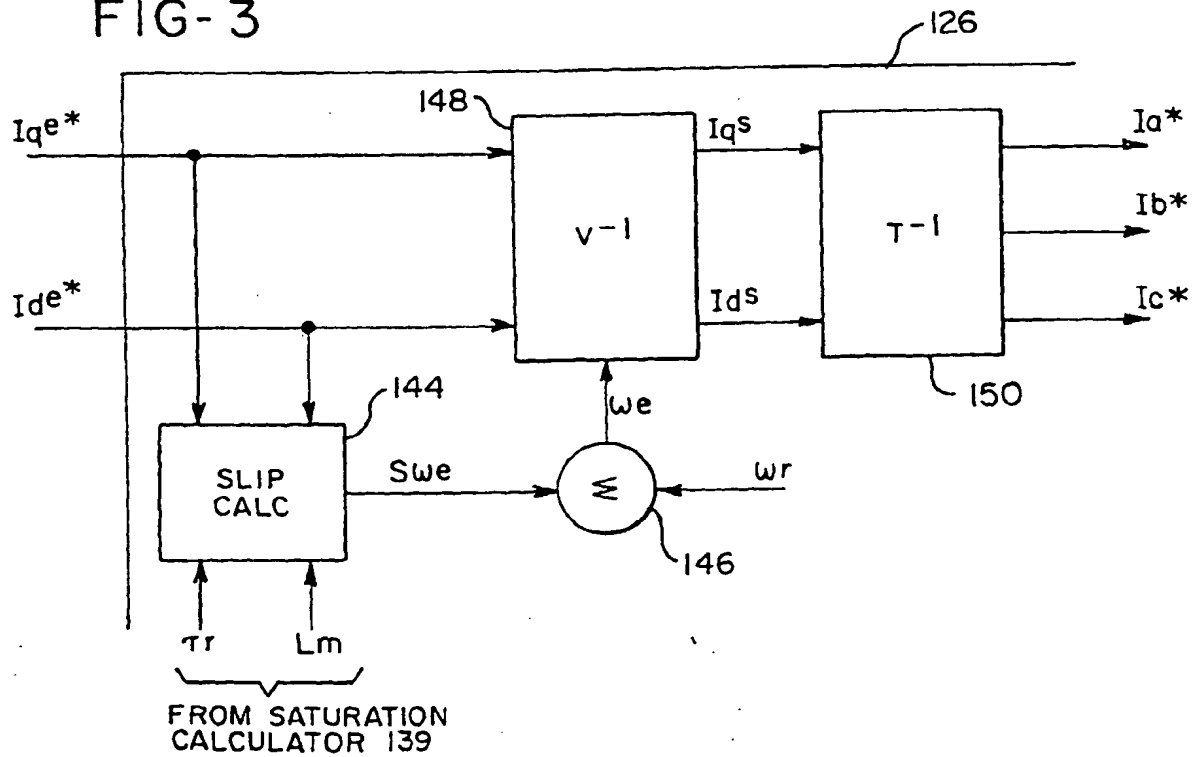 FIG-3
126
148
Iqe*
Iqs
Ia*
V-1
T-1
Ib*
Ide*
Ids
Ic*
144
ωe
150
SLIP
CALC
Sωe
Σ
ωr
146
τr
Lm
FROM SATURATION
CALCULATOR 139